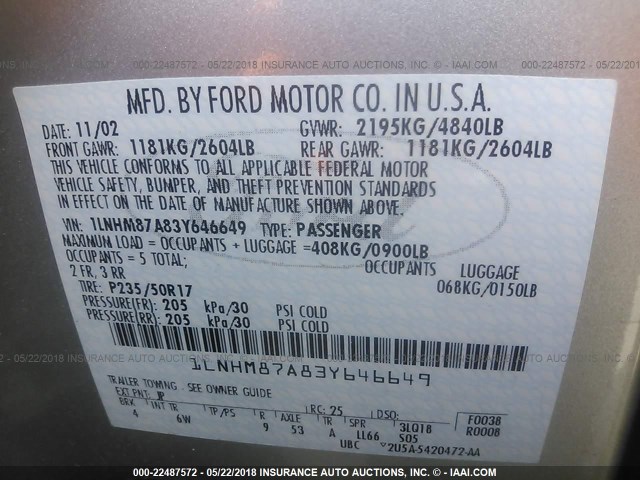 000-22487572 - 05/22/2018 INSURANCE AUTO AUCTIONS, INC. - © IAAI.COM
MFD. BY FORD MOTOR CO. IN U.S.A.
DATE: 11/02 GVWR: 2195KG/4840LB
FRONT GAWR: 1181KG/2604LB REAR GAWR: 1181KG/2604LB
THIS VEHICLE CONFORMS TO ALL APPLICABLE FEDERAL MOTOR
VEHICLE SAFETY, BUMPER, AND THEFT PREVENTION STANDARDS
IN EFFECT ON THE DATE OF MANUFACTURE SHOWN ABOVE.
VIN: 1LNHM87A83Y646649 TYPE: PASSENGER
MAXIMUM LOAD = OCCUPANTS + LUGGAGE = 408KG/0900LB
OCCUPANTS = 5 TOTAL; OCCUPANTS LUGGAGE
2 FR, 3 RR 068KG/0150LB
TIRE: P235/50R17
PRESSURE(FR): 205 kPa/30 PSI COLD
PRESSURE(RR): 205 kPa/30 PSI COLD
1LNHM87A83Y646649
TRAILER TOWING - SEE OWNER GUIDE
EXT PNT: JP RC: 25 DSO: F0038
BRK INT TR TP/PS R AXLE TR SPR 3LQ18 R0008
4 6W 9 53 A LL66 S05
UBC 2U5A-5420472-AA
000-22487572 - 05/22/2018 INSURANCE AUTO AUCTIONS, INC. - © IAAI.COM